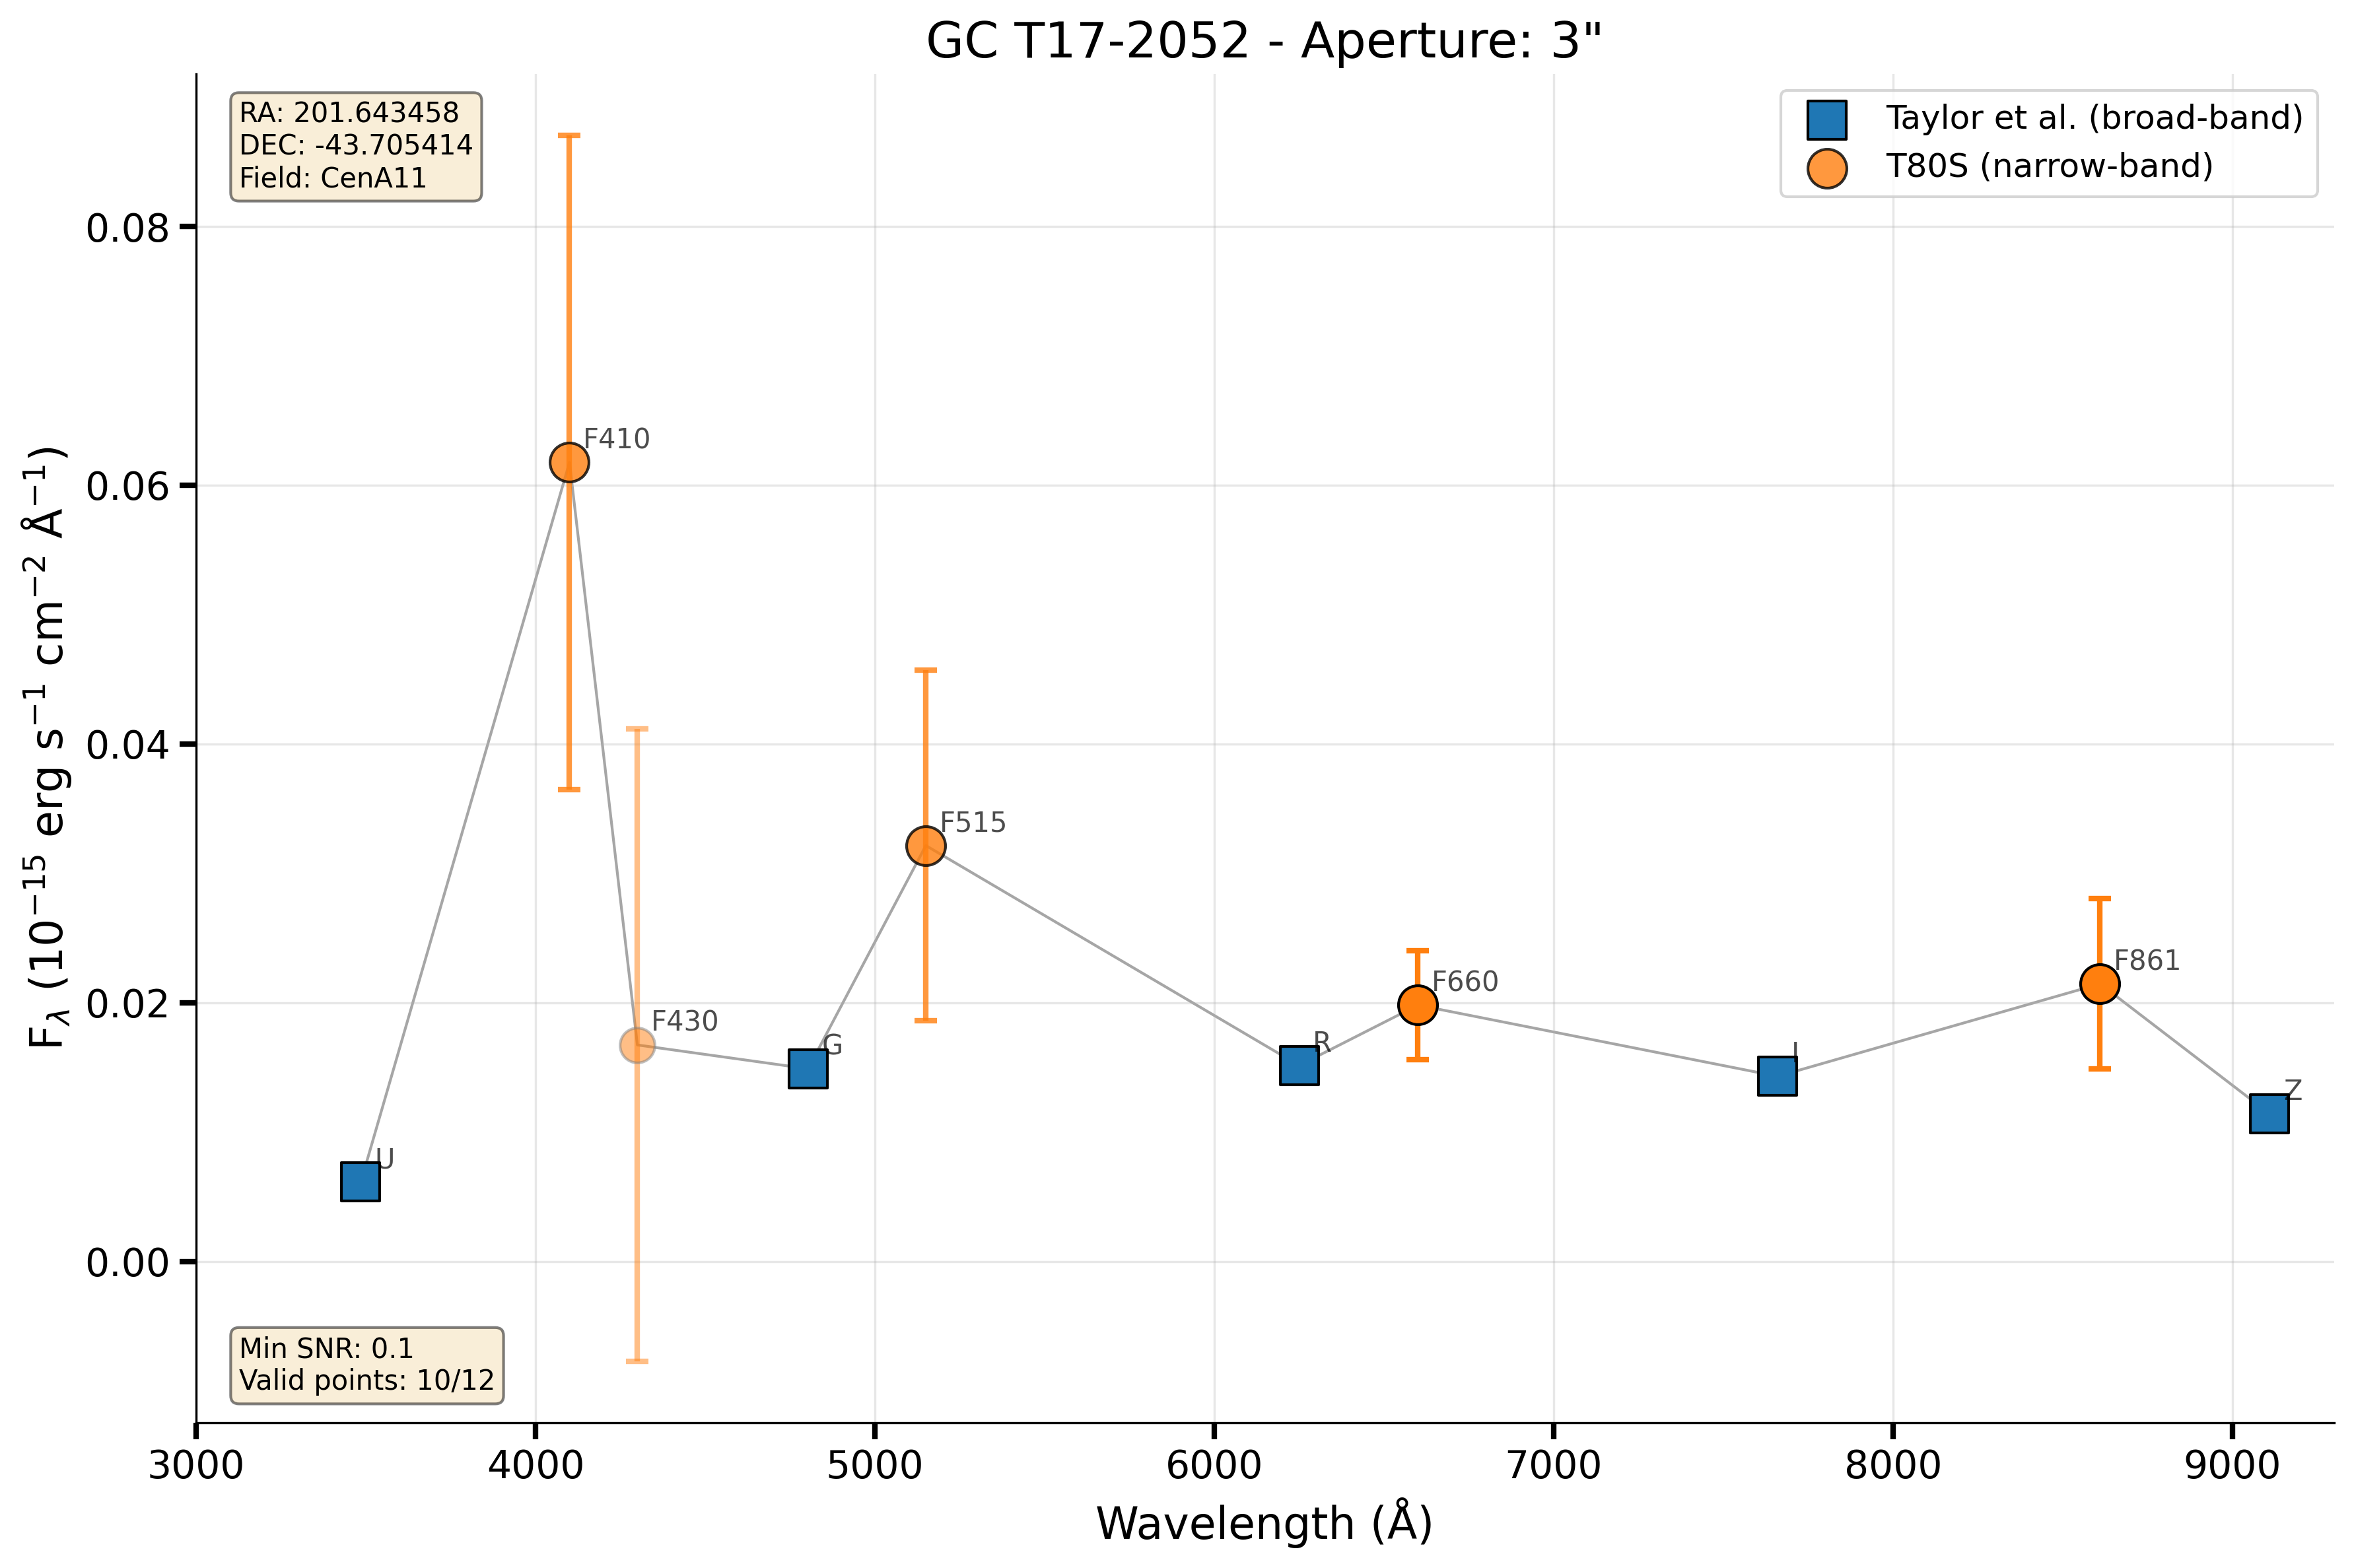 GC T17-2052 - Aperture: 3"
RA: 201.643458
DEC: -43.705414
Field: CenA11
Taylor et al. (broad-band)
T80S (narrow-band)
F_λ (10⁻¹⁵ erg s⁻¹ cm⁻² Å⁻¹)
0.08
0.06
0.04
0.02
0.00
F410
F515
F430
G
U
R
F660
I
F861
Z
Min SNR: 0.1
Valid points: 10/12
3000 4000 5000 6000 7000 8000 9000
Wavelength (Å)